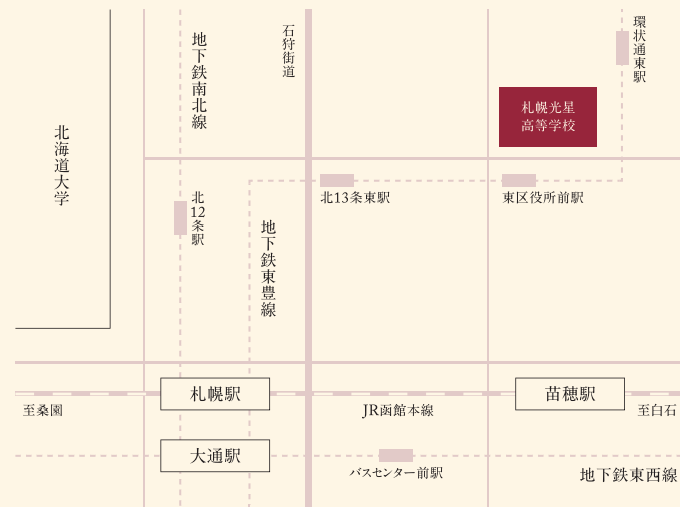 北海道大学
地下鉄南北線
石狩街道
環状通東駅
札幌光星
高等学校
北12条駅
地下鉄東豊線
北13条東駅
東区役所前駅
札幌駅
苗穂駅
至桑園
JR函館本線
至白石
大通駅
バスセンター前駅
地下鉄東西線